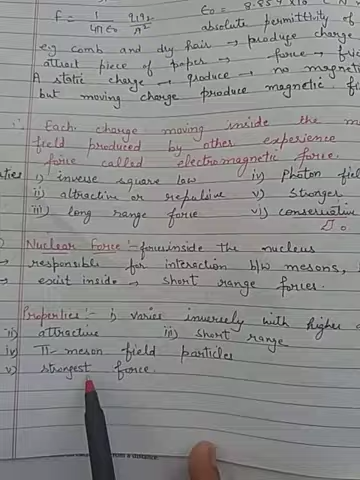 F = 1/4πε₀ q₁q₂/r² ε₀ = 8.854 × 10
absolute permittivity of
eg comb and dry hair → produce charge
attract piece of paper → force → 
A static charge → produce → no magnetic
but moving charge produce magnetic
∴ Each charge moving inside the
field produced by other experience
force called electromagnetic force.
i) inverse square law iv) Photon
ii) attractive or repulsive v) Stronger
iii) long range force vi) conservative
Nuclear Force :- force inside the nucleus
→ responsible for interaction b/w mesons,
→ exist inside → short range forces.
Properties :- i) varies inversely with higher
ii) attractive iii) short range
iv) π-meson field particles
v) strongest force.